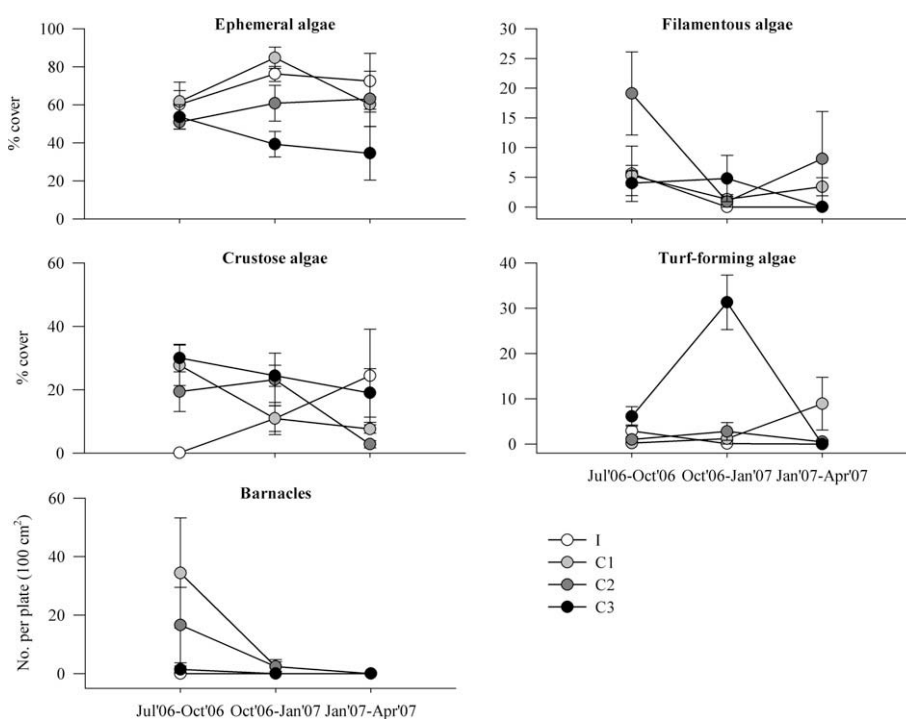 Ephemeral algae
100
80
60
40
20
0
% cover
Filamentous algae
30
25
20
15
10
5
0
Crustose algae
60
40
20
0
% cover
Turf-forming algae
40
30
20
10
0
Jul'06-Oct'06 Oct'06-Jan'07 Jan'07-Apr'07
Barnacles
60
40
20
0
No. per plate (100 cm²)
Jul'06-Oct'06 Oct'06-Jan'07 Jan'07-Apr'07
I
C1
C2
C3